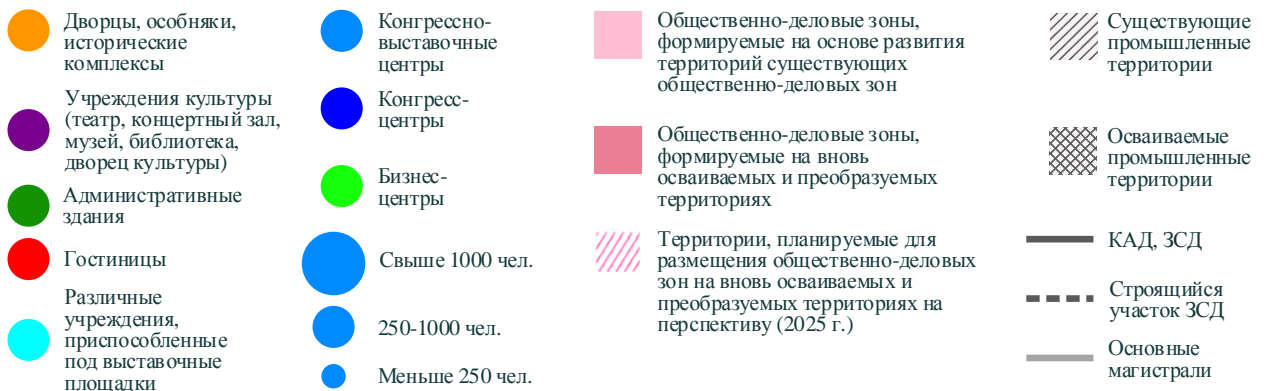 Дворцы, особняки,
исторические
комплексы
Учреждения культуры
(театр, концертный зал,
музей, библиотека,
дворец культуры)
Административные
здания
Гостиницы
Различные
учреждения,
приспособленные
под выставочные
площадки
Конгрессно-
выставочные
центры
Конгресс-
центры
Бизнес-
центры
Свыше 1000 чел.
250-1000 чел.
Меньше 250 чел.
Общественно-деловые зоны,
формируемые на основе развития
территорий существующих
общественно-деловых зон
Общественно-деловые зоны,
формируемые на вновь
осваиваемых и преобразуемых
территориях
Территории, планируемые для
размещения общественно-деловых
зон на вновь осваиваемых и
преобразуемых территориях на
перспективу (2025 г.)
Существующие
промышленные
территории
Осваиваемые
промышленные
территории
КАД, ЗСД
Строящийся
участок ЗСД
Основные
магистрали